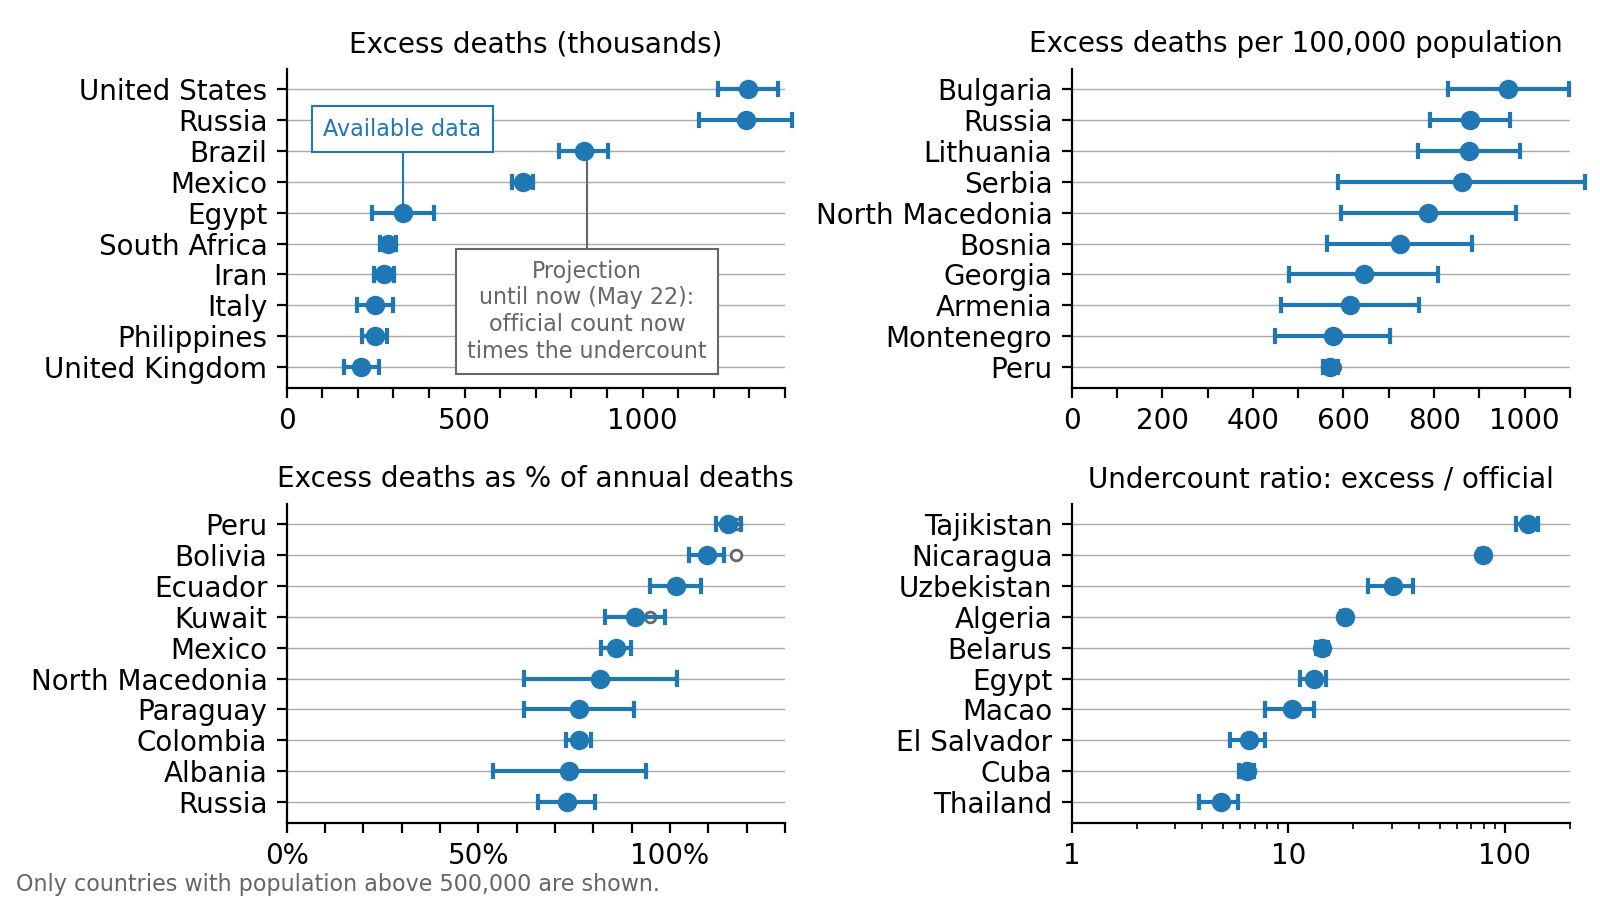 Excess deaths (thousands)
United States
Russia
Brazil
Mexico
Egypt
South Africa
Iran
Italy
Philippines
United Kingdom
Available data
Projection
until now (May 22):
official count now
times the undercount
0 500 1000
Excess deaths per 100,000 population
Bulgaria
Russia
Lithuania
Serbia
North Macedonia
Bosnia
Georgia
Armenia
Montenegro
Peru
0 200 400 600 800 1000
Excess deaths as % of annual deaths
Peru
Bolivia
Ecuador
Kuwait
Mexico
North Macedonia
Paraguay
Colombia
Albania
Russia
0% 50% 100%
Undercount ratio: excess / official
Tajikistan
Nicaragua
Uzbekistan
Algeria
Belarus
Egypt
Macao
El Salvador
Cuba
Thailand
1 10 100
Only countries with population above 500,000 are shown.